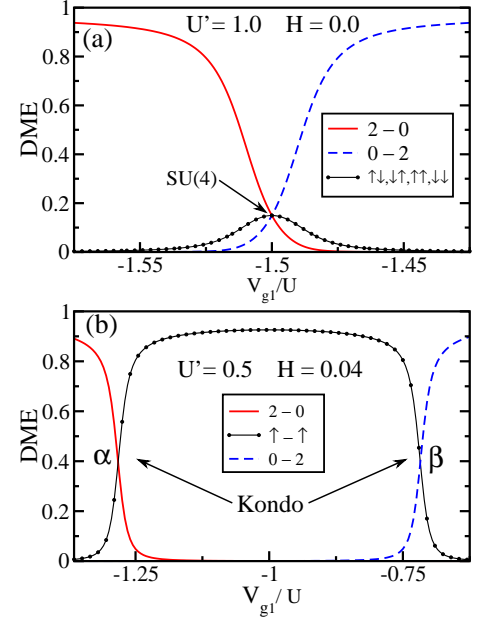 1
(a)
U'= 1.0 H = 0.0
0.8
0.6
DME
2 – 0
0 – 2
↑↓,↓↑,↑↑,↓↓
0.4
SU(4)
0.2
0
-1.55 -1.5 -1.45
V_g1/U
1
(b)
0.8
U'= 0.5 H = 0.04
0.6
DME
2 – 0
↑ – ↑
0 – 2
α β
0.4
Kondo
0.2
0
-1.25 -1 -0.75
V_g1/U